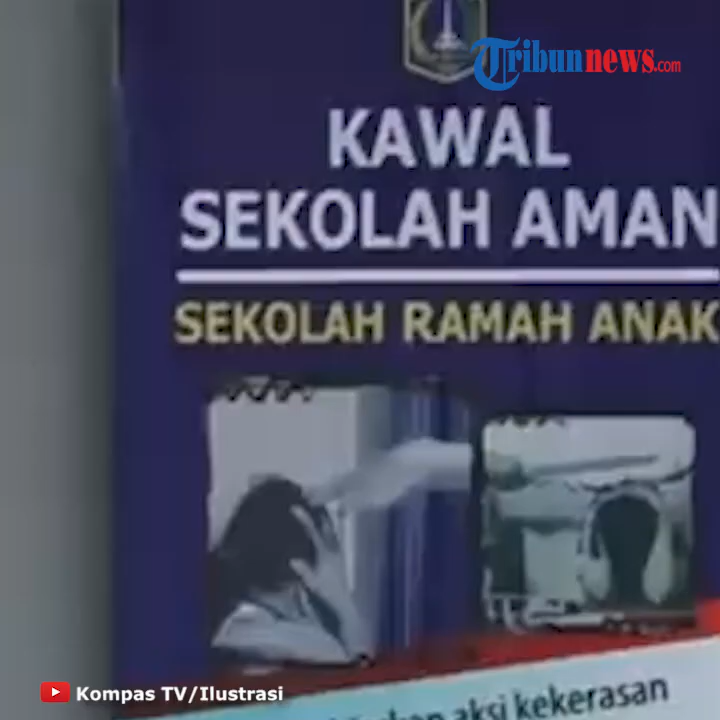 Tribunnews.com
KAWAL
SEKOLAH AMAN
SEKOLAH RAMAH ANAK
aksi kekerasan
Kompas TV/Ilustrasi